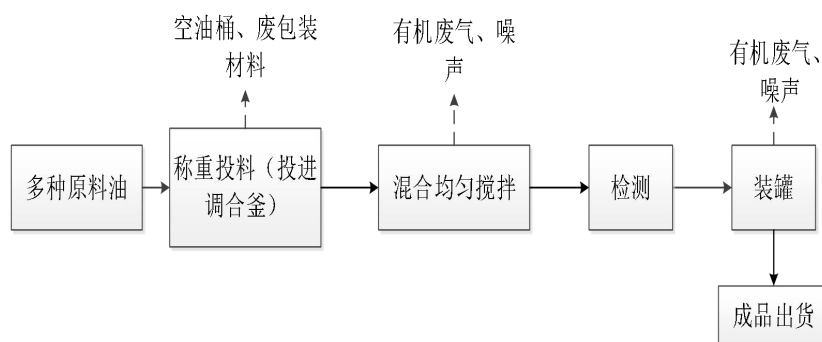 空油桶、废包装
材料
有机废气、噪
声
有机废气、
噪声
多种原料油
称重投料（投进
调合釜）
混合均匀搅拌
检测
装罐
成品出货